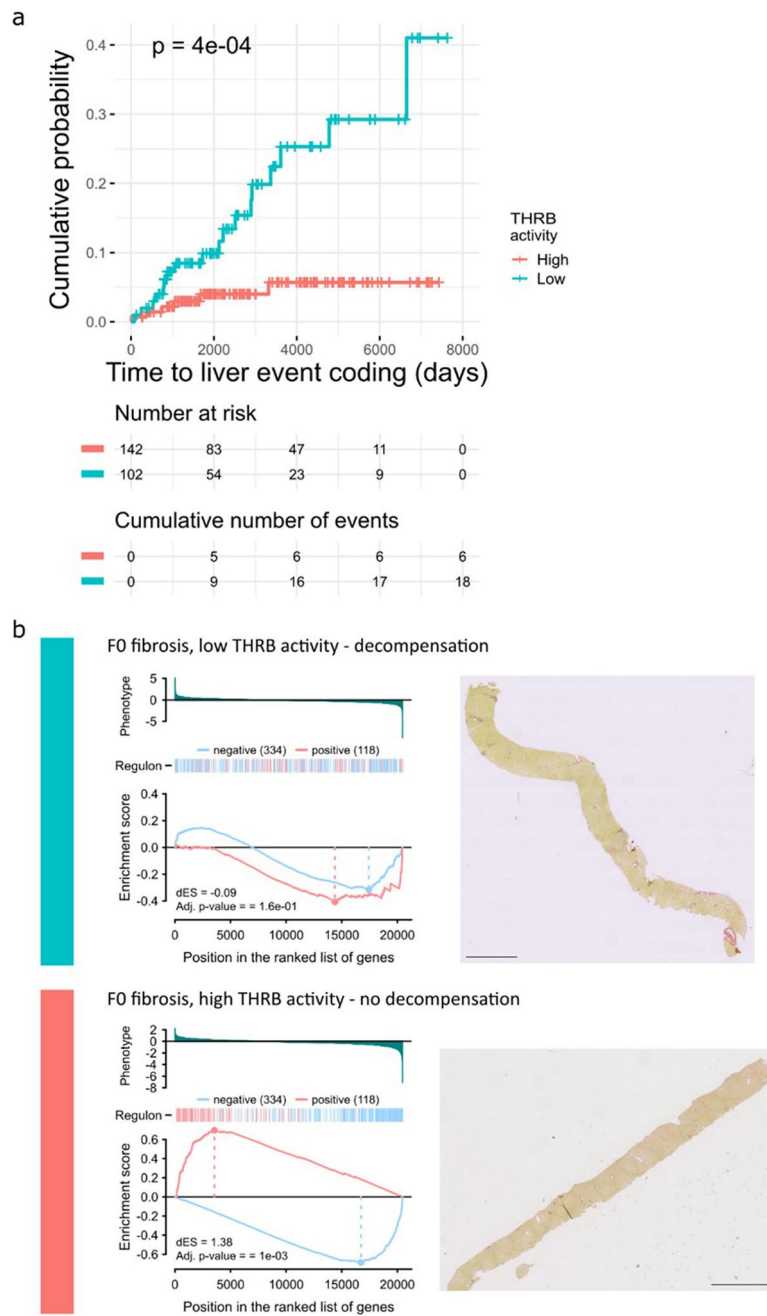 a
p = 4e-04
Cumulative probability
0.4
0.3
0.2
0.1
0.0
0 2000 4000 6000 8000
Time to liver event coding (days)
THRB
activity
High
Low
Number at risk
142 83 47 11 0
102 54 23 9 0
Cumulative number of events
0 5 6 6 6
0 9 16 17 18
b
F0 fibrosis, low THRB activity - decompensation
Phenotype
5
0
-5
negative (334) positive (118)
Regulon
Enrichment score
0.4
0.2
0.0
-0.2
-0.4
dES = -0.09
Adj. p-value = = 1.6e-01
0 5000 10000 15000 20000
Position in the ranked list of genes
F0 fibrosis, high THRB activity - no decompensation
Phenotype
2
0
-2
-4
-6
-8
negative (334) positive (118)
Regulon
Enrichment score
0.6
0.4
0.2
0.0
-0.2
-0.4
-0.6
dES = 1.38
Adj. p-value = = 1e-03
0 5000 10000 15000 20000
Position in the ranked list of genes